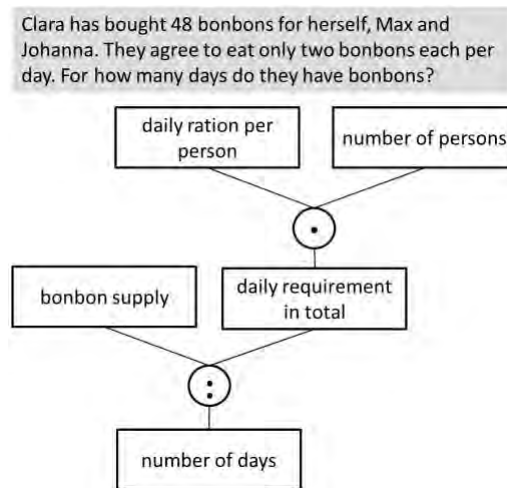 Clara has bought 48 bonbons for herself, Max and
Johanna. They agree to eat only two bonbons each per
day. For how many days do they have bonbons?
daily ration per
person
number of persons
·
bonbon supply
daily requirement
in total
:
number of days